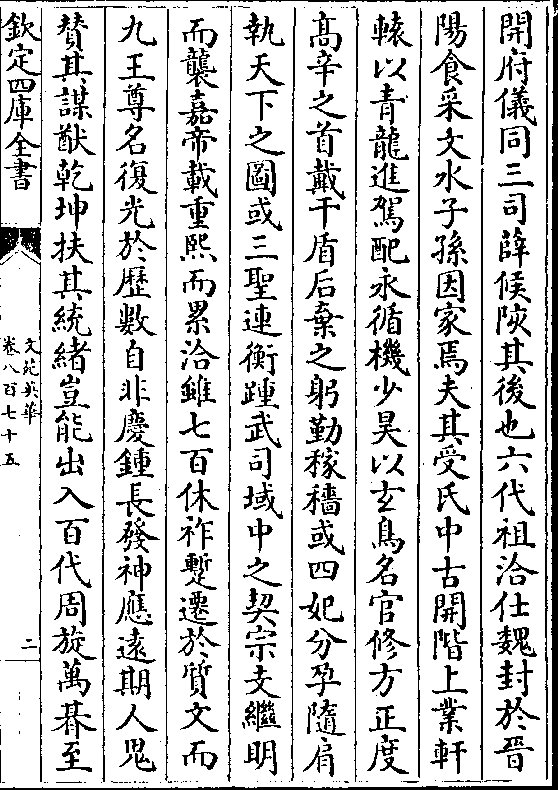 開府儀同三司薛候陜其後也六代祖洽仕魏封於晉
陽食采文水子孫因家焉夫其受氏中古開階上業軒
轅以青龍進駕配永循機少昊以玄鳥名官修方正度
髙辛之首戴干盾后棄之躬勤稼穡或四妃分孕隨肩
執天下之圖或三聖連衡踵武司域中之契宗文繼明
而襲嘉帝載重熙而累洽雖七百休祚蹔遷於質文而
九王尊名復光於歴數自非慶鍾長發神應逺期人鬼
賛其謀猷乾坤扶其統緒豈能出入百代周旋萬朞至
欽定四庫全書
文苑英華
卷八百七十五
二